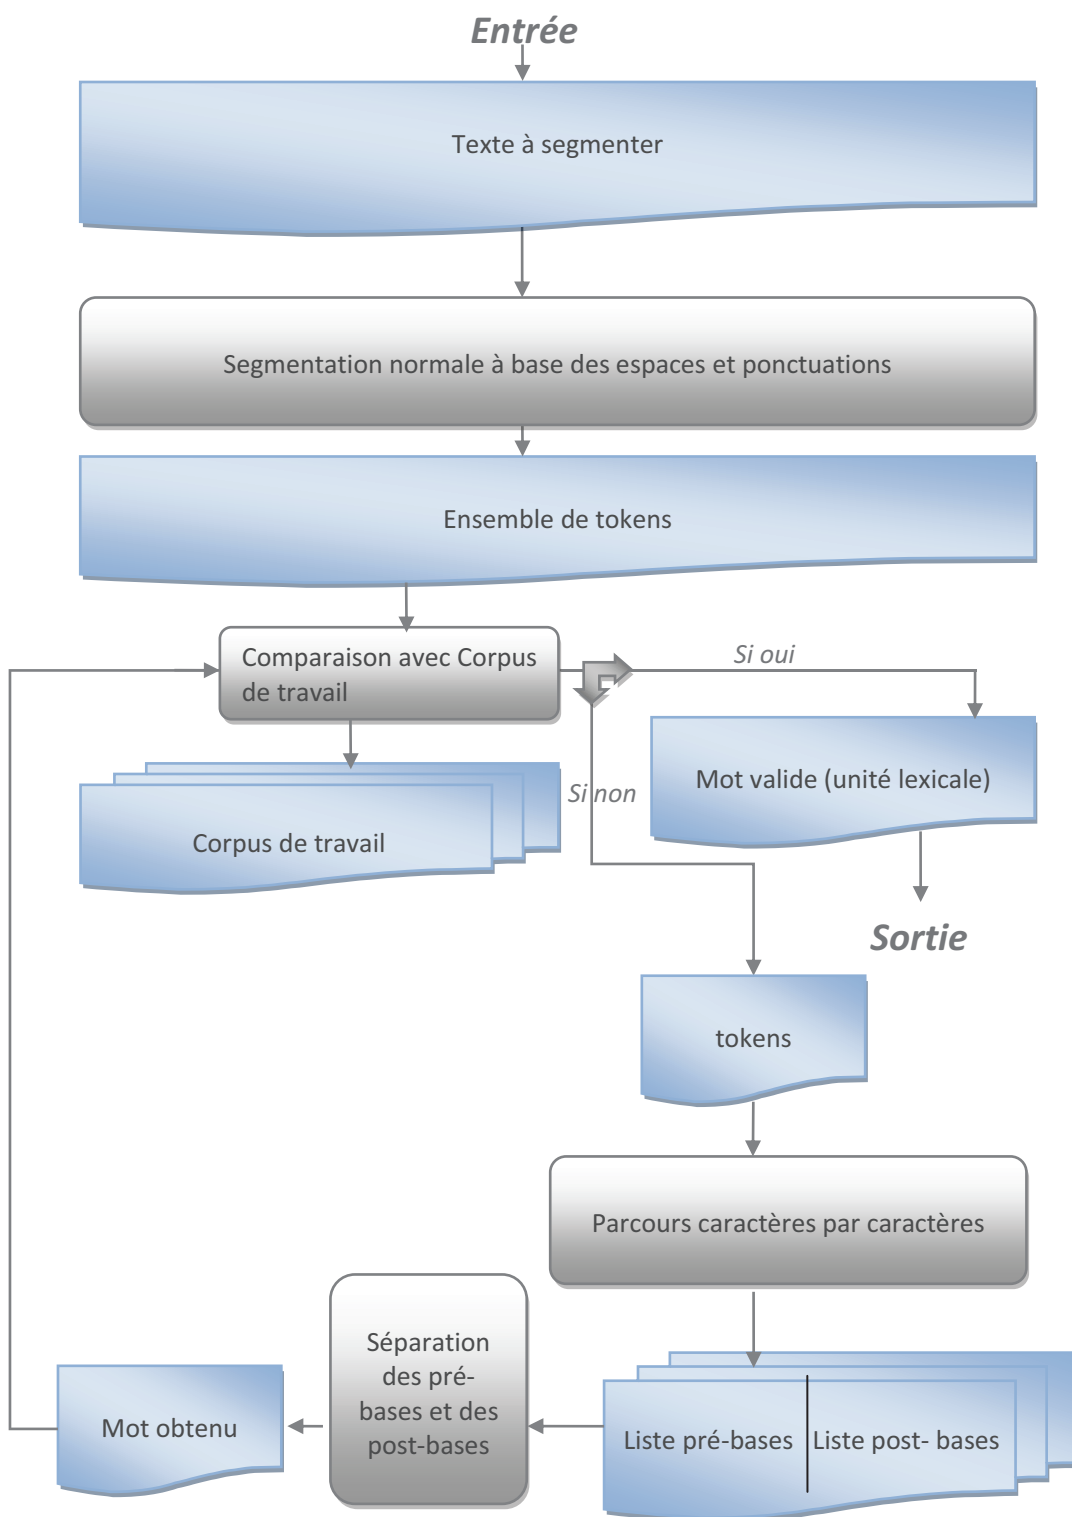 Entrée
Texte à segmenter
Segmentation normale à base des espaces et ponctuations
Ensemble de tokens
Comparaison avec Corpus
de travail
Si oui
Mot valide (unité lexicale)
Si non
Corpus de travail
Sortie
tokens
Parcours caractères par caractères
Séparation
des pré-
bases et des
post-bases
Mot obtenu
Liste pré-bases
Liste post- bases